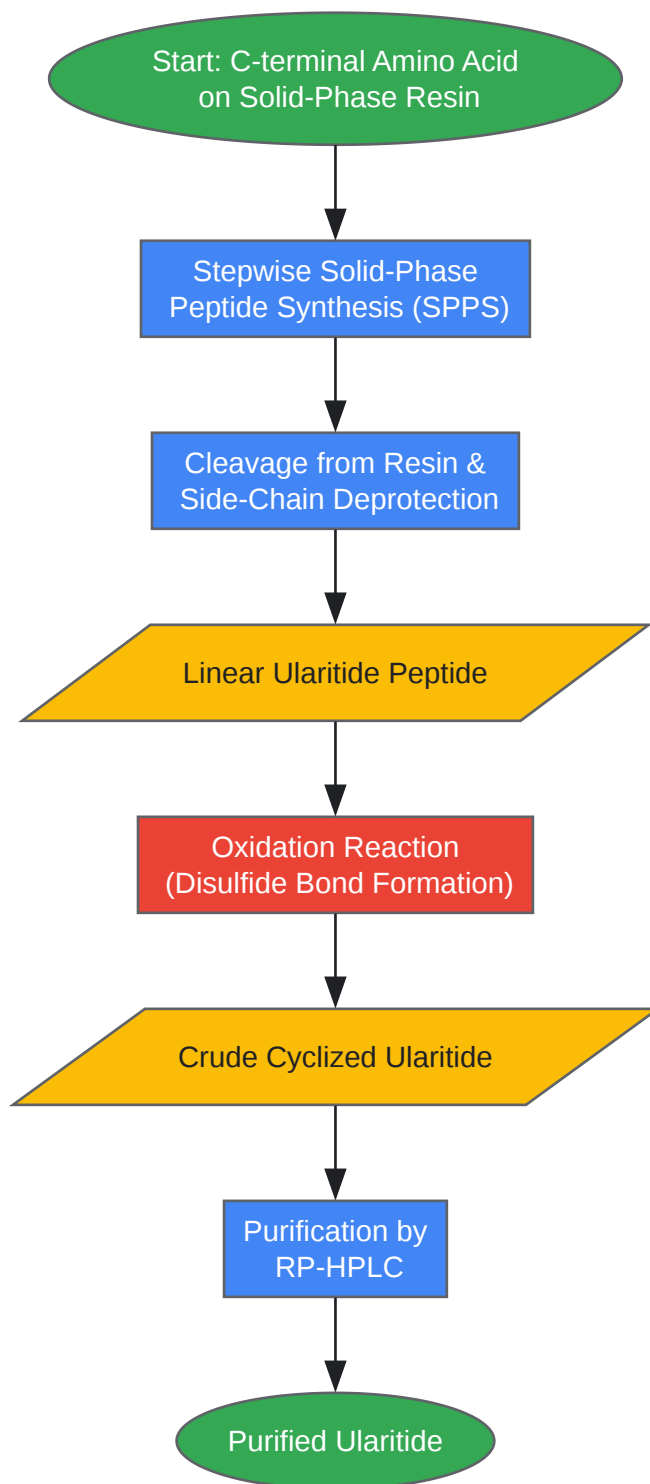 Start: C-terminal Amino Acid
on Solid-Phase Resin
Stepwise Solid-Phase
Peptide Synthesis (SPPS)
Cleavage from Resin &
Side-Chain Deprotection
Linear Ularitide Peptide
Oxidation Reaction
(Disulfide Bond Formation)
Crude Cyclized Ularitide
Purification by
RP-HPLC
Purified Ularitide